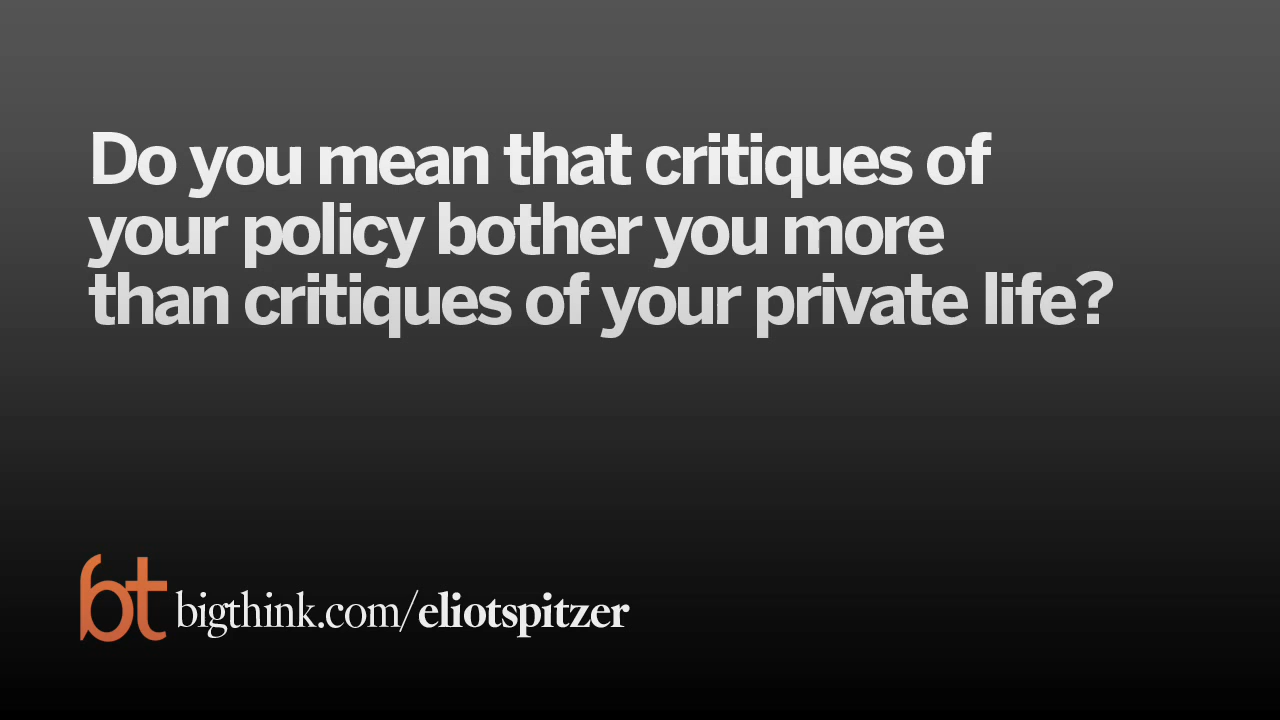 Do you mean that critiques of
your policy bother you more
than critiques of your private life?
bt bigthink.com/eliotspitzer